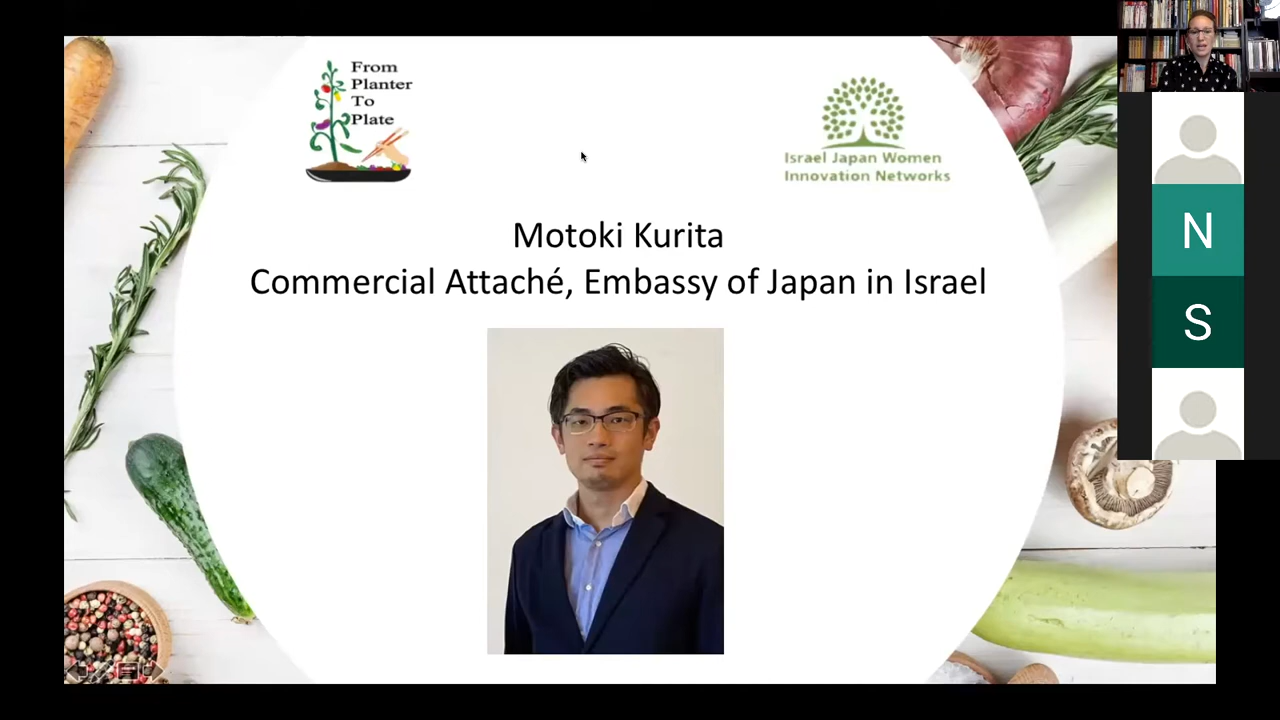 From
Planter
To
Plate
Israel Japan Women
Innovation Networks
Motoki Kurita
Commercial Attaché, Embassy of Japan in Israel
N
S